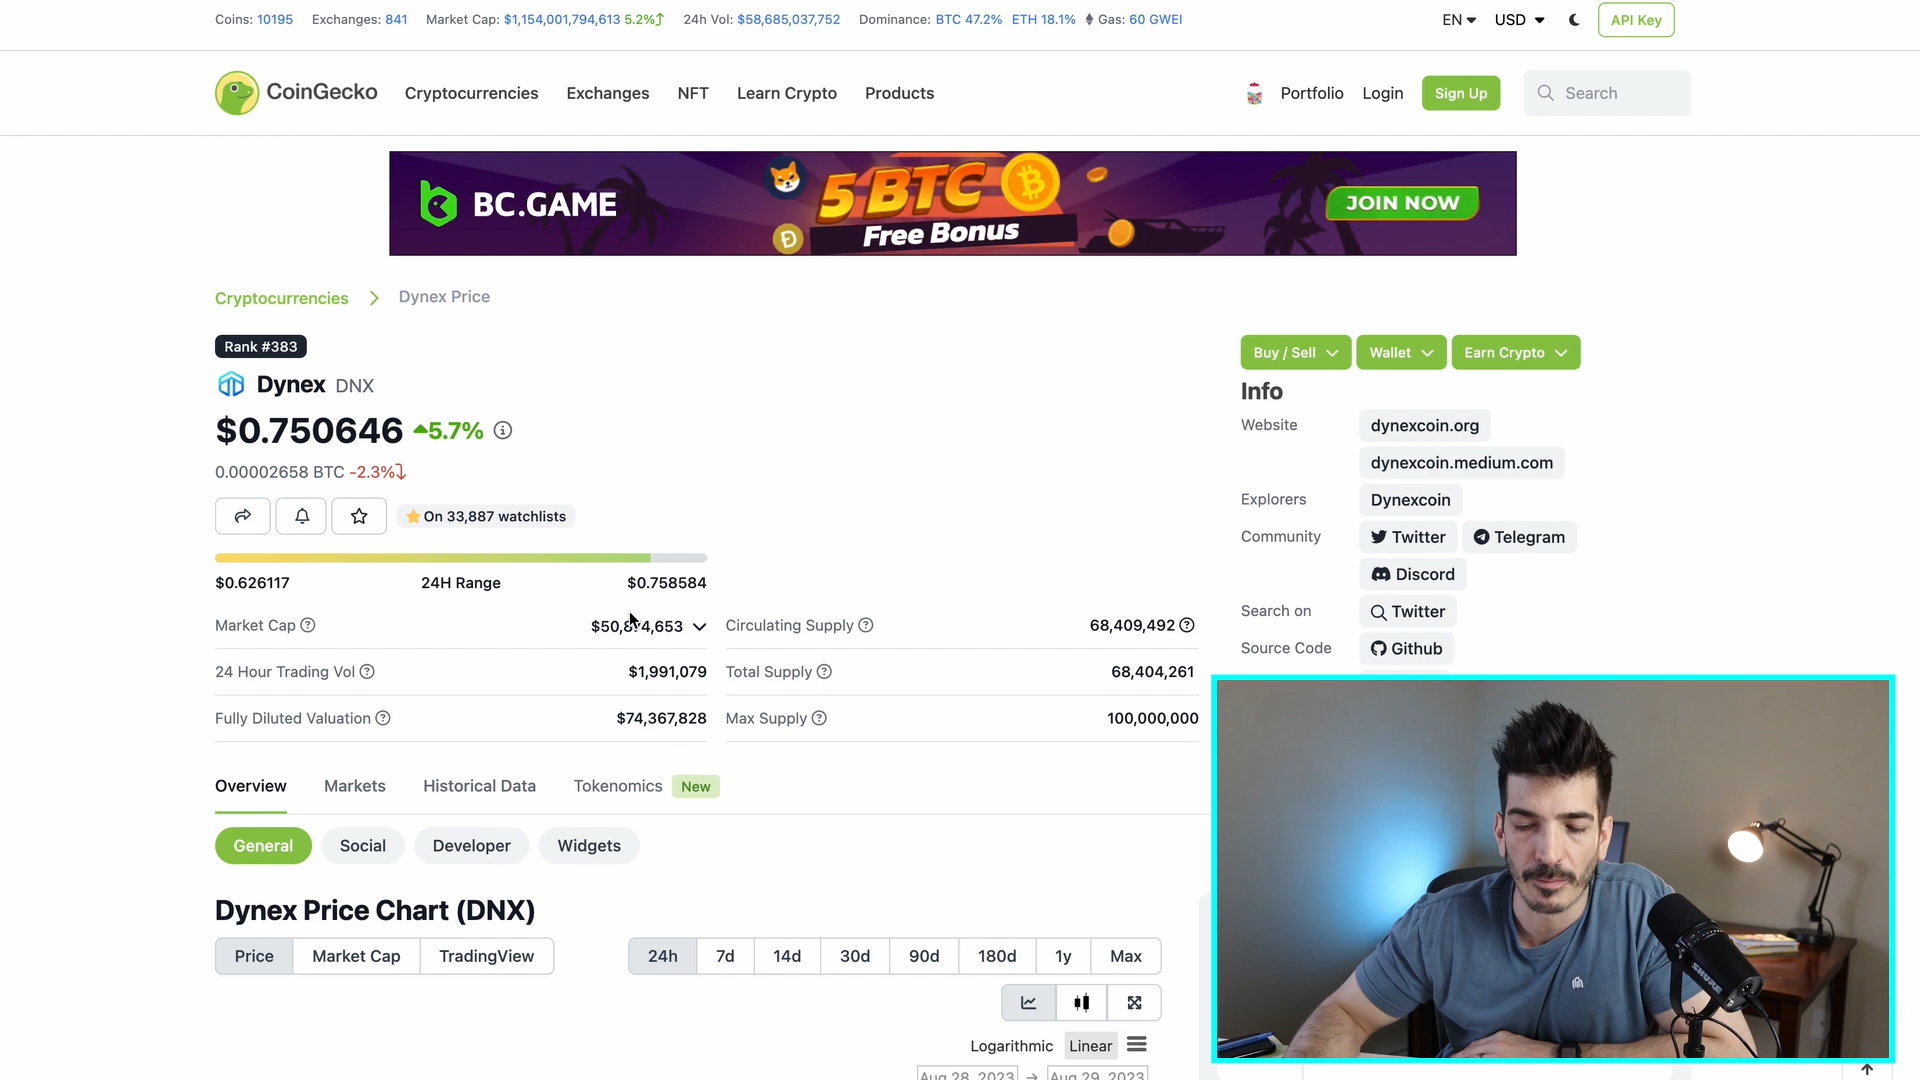 Coins: 10195 Exchanges: 841 Market Cap: $1,154,001,794,613 5.2% 24h Vol: $58,685,037,752 Dominance: BTC 47.2% ETH 18.1% Gas: 60 GWEI EN USD API Key
CoinGecko Cryptocurrencies Exchanges NFT Learn Crypto Products Portfolio Login Sign Up Search
BC.GAME 5 BTC Free Bonus JOIN NOW
Cryptocurrencies > Dynex Price
Rank #383
Dynex DNX
$0.750646 5.7%
0.00002658 BTC -2.3%
On 33,887 watchlists
$0.626117 24H Range $0.758584
Market Cap
24 Hour Trading Vol $1,991,079
Fully Diluted Valuation $74,367,828
Circulating Supply 68,409,492
Total Supply 68,404,261
Max Supply 100,000,000
Buy / Sell Wallet Earn Crypto
Info
Website dynexcoin.org
dynexcoin.medium.com
Explorers Dynexcoin
Community Twitter Telegram
Discord
Search on Twitter
Source Code Github
Overview Markets Historical Data Tokenomics New
General Social Developer Widgets
Dynex Price Chart (DNX)
Price Market Cap TradingView 24h 7d 14d 30d 90d 180d 1y Max
Logarithmic Linear
Aug 28, 2023 → Aug 29, 2023
SHURE